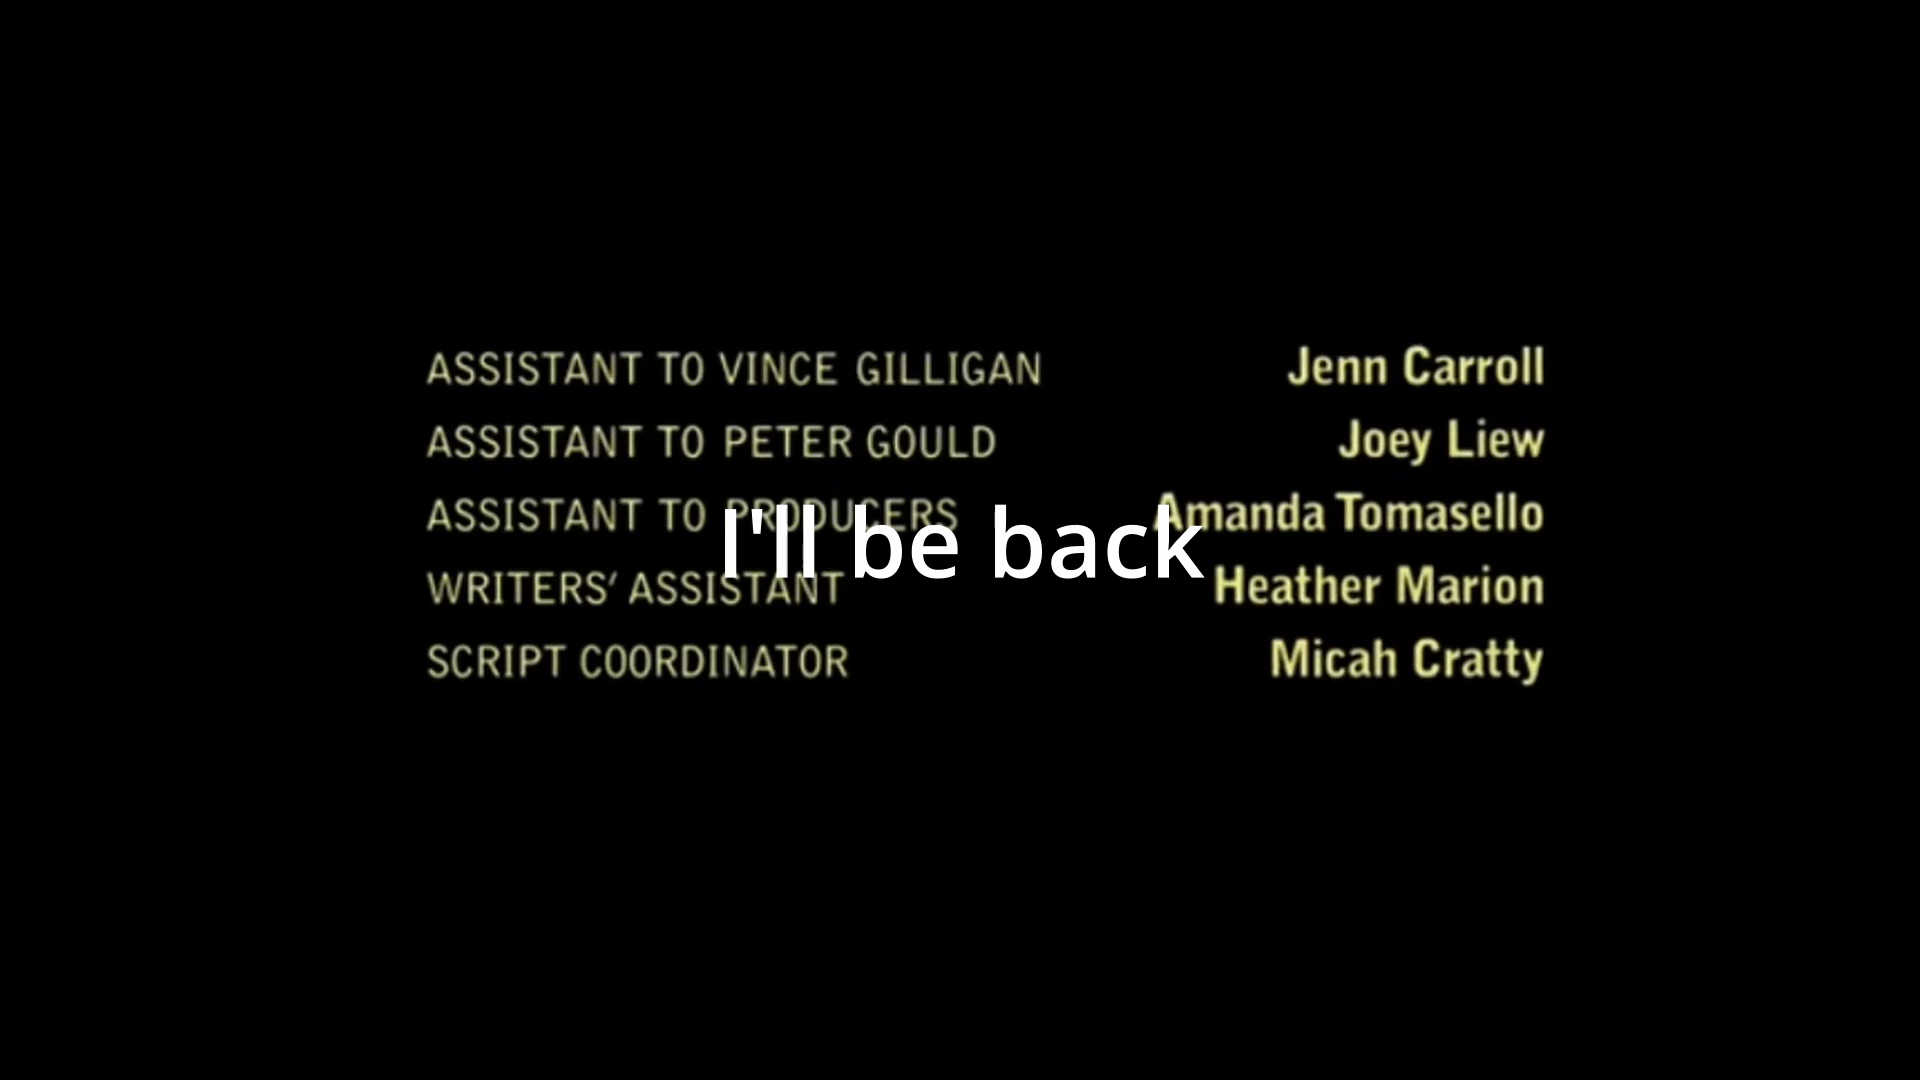 ASSISTANT TO VINCE GILLIGAN Jenn Carroll
ASSISTANT TO PETER GOULD Joey Liew
ASSISTANT TO PRODUCERS Amanda Tomasello
I'll be back
WRITERS' ASSISTANT Heather Marion
SCRIPT COORDINATOR Micah Cratty